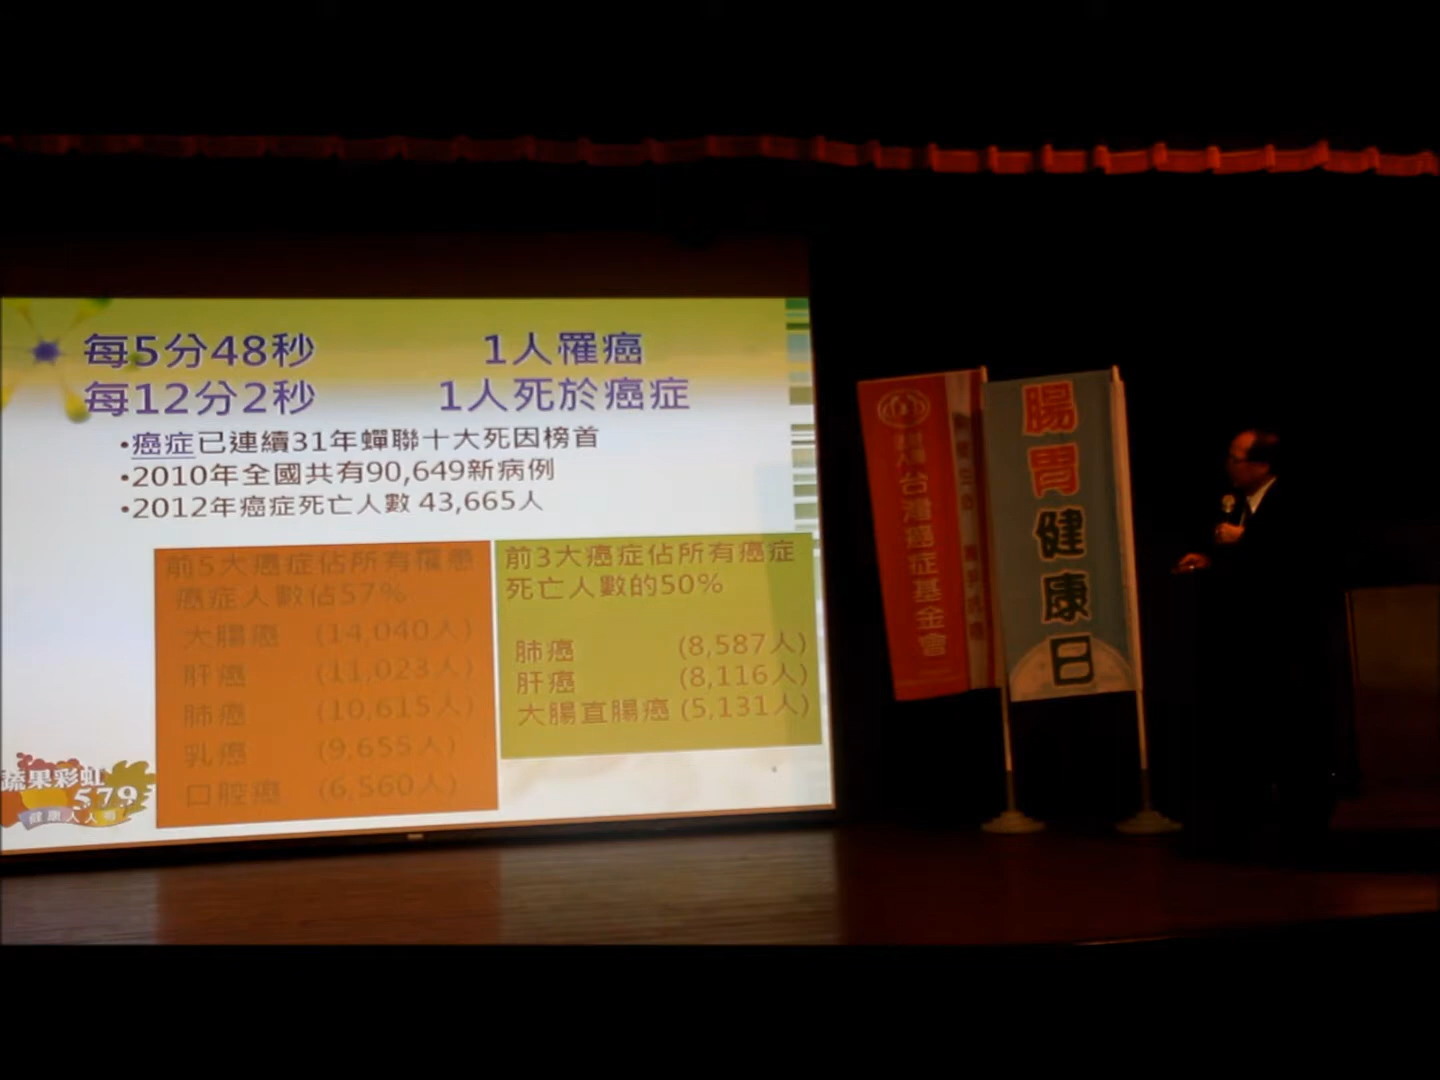 每5分48秒 1人罹癌
每12分2秒 1人死於癌症
•癌症已連續31年蟬聯十大死因榜首
•2010年全國共有90,649新病例
•2012年癌症死亡人數 43,665人
前5大癌症佔所有罹患
癌症人數佔57%
大腸癌 (14,040人)
肝癌 (11,023人)
肺癌 (10,615人)
乳癌 (9,655人)
口腔癌 (6,560人)
前3大癌症佔所有癌症
死亡人數的50%
肺癌 (8,587人)
肝癌 (8,116人)
大腸直腸癌 (5,131人)
蔬果彩虹
579
健康人人
台灣癌症基金會
腸胃健康日